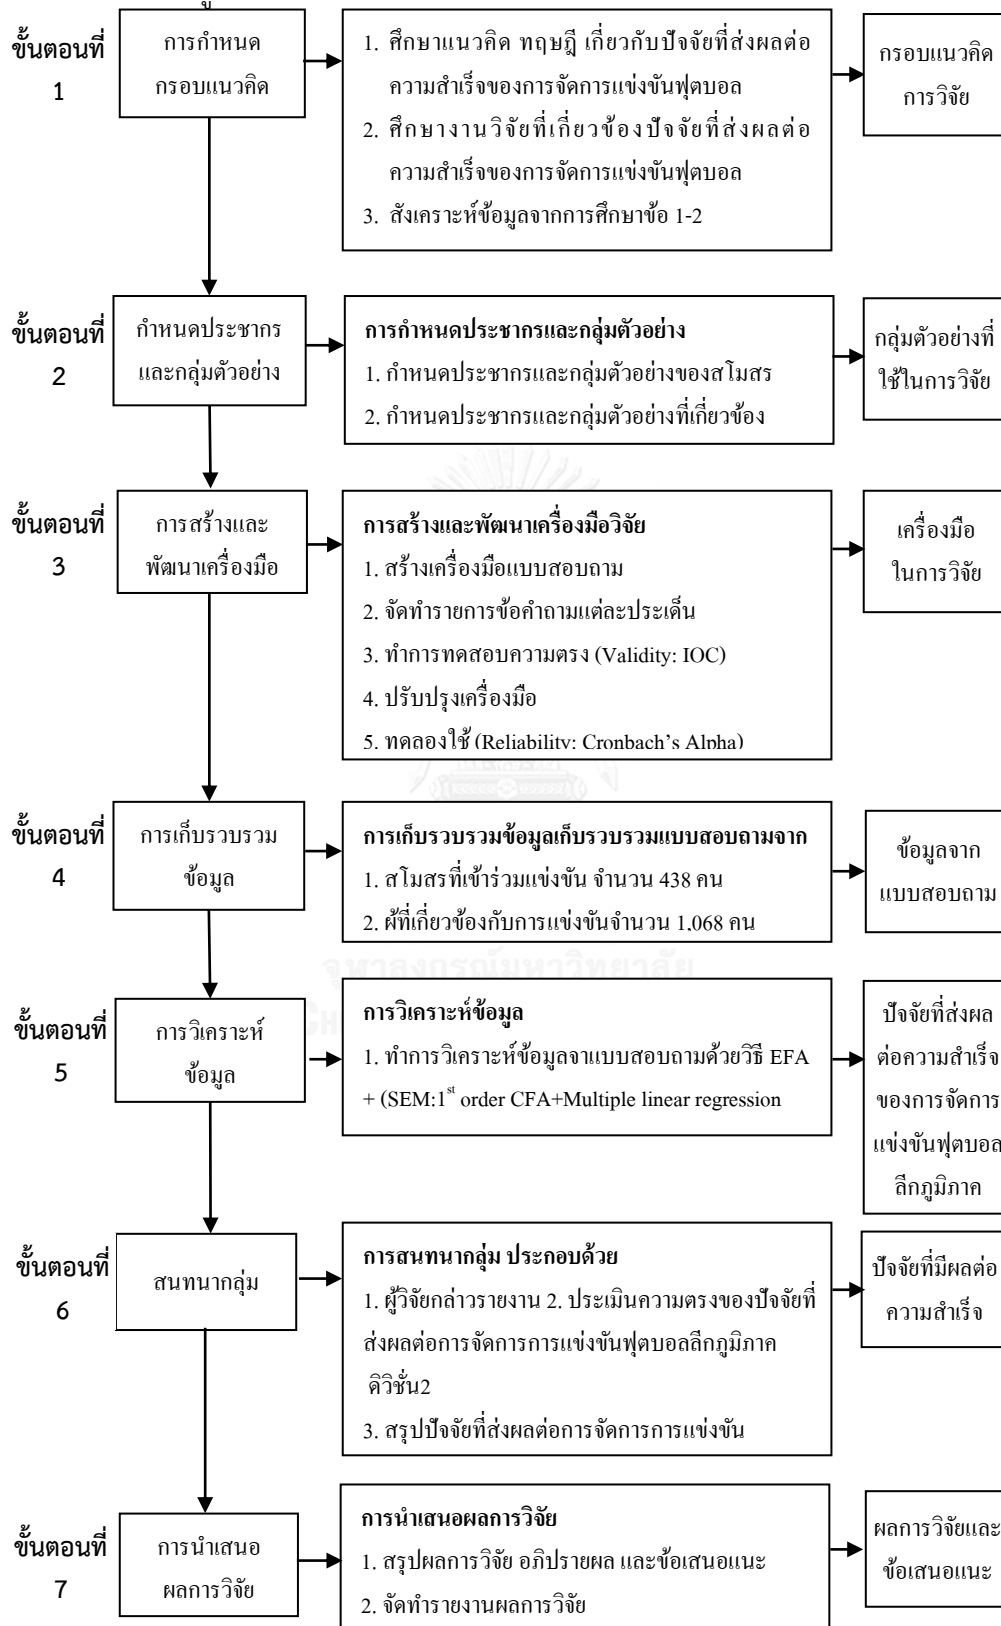 ขั้นตอนที่
1
การกำหนด
กรอบแนวคิด
1. ศึกษาแนวคิด ทฤษฎี เกี่ยวกับปัจจัยที่ส่งผลต่อ
ความสำเร็จของการจัดการแข่งขันฟุตบอล
2. ศึกษางานวิจัยที่เกี่ยวข้องปัจจัยที่ส่งผลต่อ
ความสำเร็จของการจัดการแข่งขันฟุตบอล
3. สังเคราะห์ข้อมูลจากการศึกษาข้อ 1-2
กรอบแนวคิด
การวิจัย
ขั้นตอนที่
2
กำหนดประชากร
และกลุ่มตัวอย่าง
การกำหนดประชากรและกลุ่มตัวอย่าง
1. กำหนดประชากรและกลุ่มตัวอย่างของสโมสร
2. กำหนดประชากรและกลุ่มตัวอย่างที่เกี่ยวข้อง
กลุ่มตัวอย่างที่
ใช้ในการวิจัย
ขั้นตอนที่
3
การสร้างและ
พัฒนาเครื่องมือ
การสร้างและพัฒนาเครื่องมือวิจัย
1. สร้างเครื่องมือแบบสอบถาม
2. จัดทำรายการข้อคำถามแต่ละประเด็น
3. ทำการทดสอบความตรง (Validity: IOC)
4. ปรับปรุงเครื่องมือ
5. ทดลองใช้ (Reliability: Cronbach's Alpha)
เครื่องมือ
ในการวิจัย
ขั้นตอนที่
4
การเก็บรวบรวม
ข้อมูล
การเก็บรวบรวมข้อมูลเก็บรวบรวมแบบสอบถามจาก
1. สโมสรที่เข้าร่วมแข่งขัน จำนวน 438 คน
2. ผู้ที่เกี่ยวข้องกับการแข่งขันจำนวน 1,068 คน
ข้อมูลจาก
แบบสอบถาม
จุฬาลงกรณ์มหาวิทยาลัย
ขั้นตอนที่
5
การวิเคราะห์
ข้อมูล
การวิเคราะห์ข้อมูล
1. ทำการวิเคราะห์ข้อมูลจาแบบสอบถามด้วยวิธี EFA
+ (SEM:1st order CFA+Multiple linear regression
ปัจจัยที่ส่งผล
ต่อความสำเร็จ
ของการจัดการ
แข่งขันฟุตบอล
ลีกภูมิภาค
ขั้นตอนที่
6
สนทนากลุ่ม
การสนทนากลุ่ม ประกอบด้วย
1. ผู้วิจัยกล่าวรายงาน 2. ประเมินความตรงของปัจจัยที่
ส่งผลต่อการจัดการการแข่งขันฟุตบอลลีกภูมิภาค
ดิวิชั่น2
3. สรุปปัจจัยที่ส่งผลต่อการจัดการการแข่งขัน
ปัจจัยที่มีผลต่อ
ความสำเร็จ
ขั้นตอนที่
7
การนำเสนอ
ผลการวิจัย
การนำเสนอผลการวิจัย
1. สรุปผลการวิจัย อภิปรายผล และข้อเสนอแนะ
2. จัดทำรายงานผลการวิจัย
ผลการวิจัยและ
ข้อเสนอแนะ